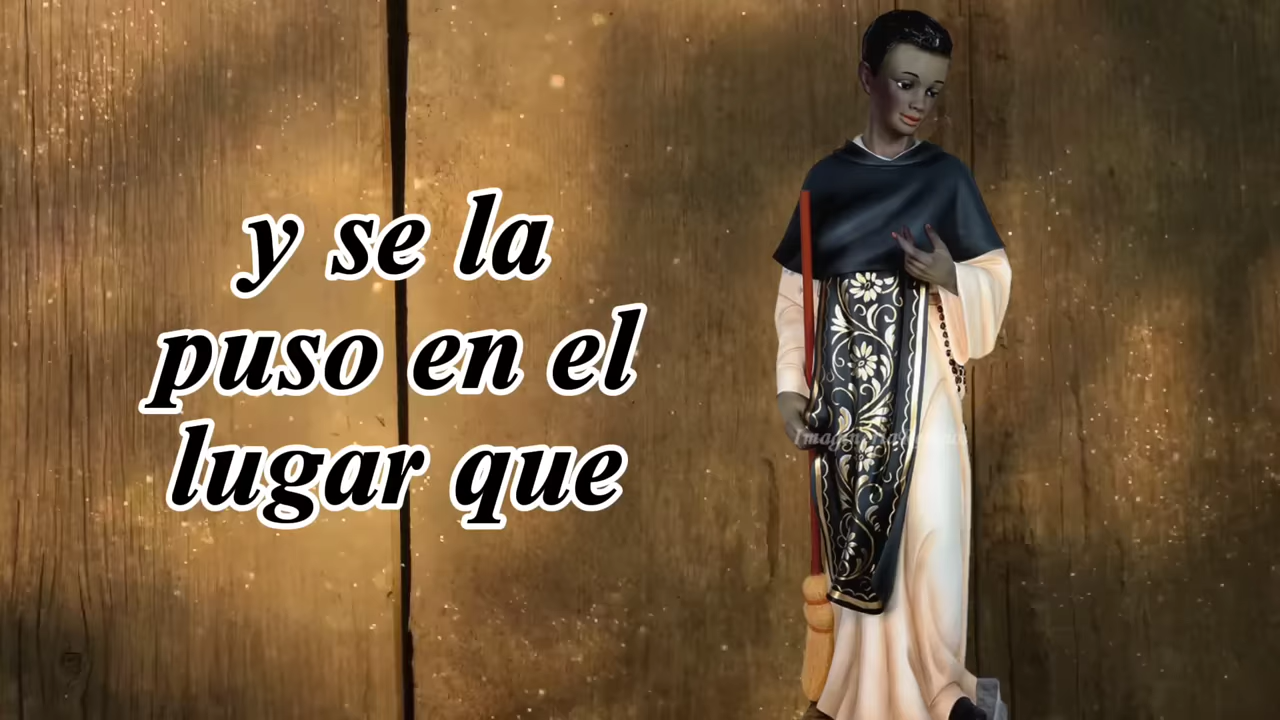 y se la
puso en el
lugar que